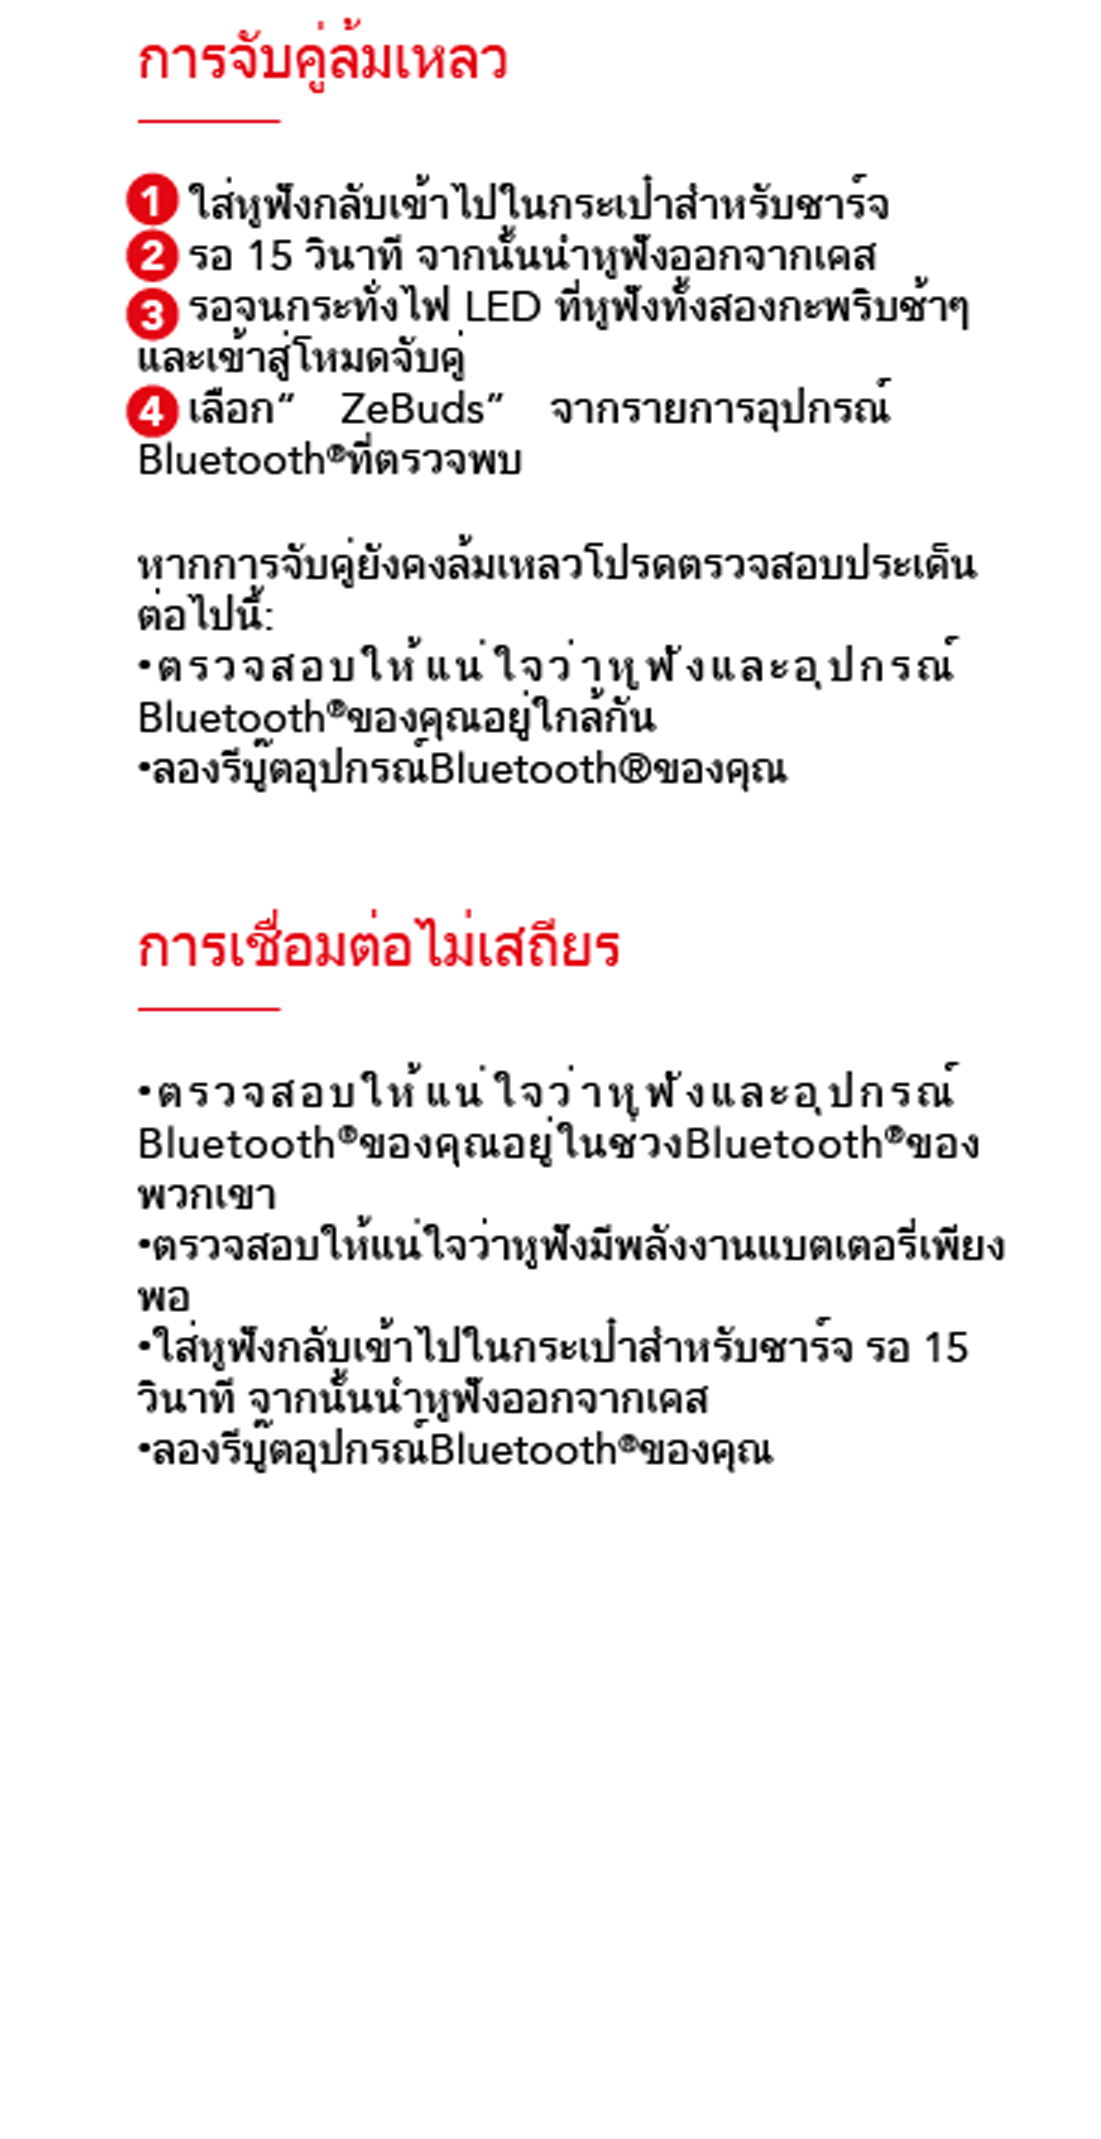 การจับคู่ล้มเหลว
1 ใส่หูฟังกลับเข้าไปในกระเป๋าสำหรับชาร์จ
2 รอ 15 วินาที จากนั้นนำหูฟังออกจากเคส
3 รอจนกระทั่งไฟ LED ที่หูฟังทั้งสองกะพริบช้าๆ
และเข้าสู่โหมดจับคู่
4 เลือก“ ZeBuds” จากรายการอุปกรณ์
Bluetooth®ที่ตรวจพบ
หากการจับคู่ยังคงล้มเหลวโปรดตรวจสอบประเด็น
ต่อไปนี้:
•ตรวจสอบให้แน่ใจว่าหูฟังและอุปกรณ์
Bluetooth®ของคุณอยู่ใกล้กัน
•ลองรีบู๊ตอุปกรณ์Bluetooth®ของคุณ
การเชื่อมต่อไม่เสถียร
•ตรวจสอบให้แน่ใจว่าหูฟังและอุปกรณ์
Bluetooth®ของคุณอยู่ในช่วงBluetooth®ของ
พวกเขา
•ตรวจสอบให้แน่ใจว่าหูฟังมีพลังงานแบตเตอรี่เพียง
พอ
•ใส่หูฟังกลับเข้าไปในกระเป๋าสำหรับชาร์จ รอ 15
วินาที จากนั้นนำหูฟังออกจากเคส
•ลองรีบู๊ตอุปกรณ์Bluetooth®ของคุณ